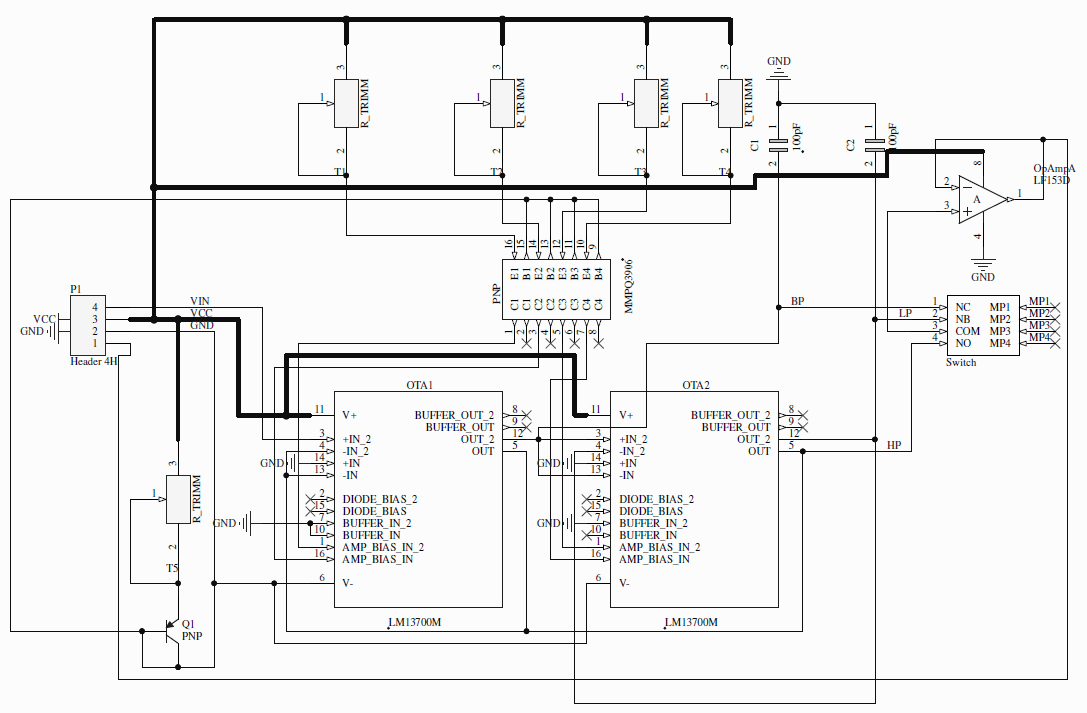 GND
3
3
3
3
1
1
1
1
R_TRIMM
R_TRIMM
R_TRIMM
R_TRIMM
2
2
2
2
T1
T2
T3
T4
1
C1
100pF
2
1
C2
00pF
2
8
OpAmpA
LF153D
2
A
1
3
4
GND
16 15 14 13 12 11 10 9
E1 B1 E2 B2 E3 B3 E4 B4
PNP
MMPQ3906
C1 C1 C2 C2 C3 C3 C4 C4
1 2 3 4 5 6 7 8
P1
VIN
4
VCC
VCC
3
GND
GND
2
1
Header 4H
BP
LP
HP
1 NC MP1 MP1
2 NB MP2 MP2
3 COM MP3 MP3
4 NO MP4 MP4
Switch
OTA1
11 V+
BUFFER_OUT_2 8
BUFFER_OUT 9
3 +IN_2
OUT_2 12
4 -IN_2
OUT 5
GND
14 +IN
13 -IN
2 DIODE_BIAS_2
15 DIODE_BIAS
GND
7 BUFFER_IN_2
10 BUFFER_IN
1 AMP_BIAS_IN_2
16 AMP_BIAS_IN
6 V-
LM13700M
OTA2
11 V+
BUFFER_OUT_2 8
BUFFER_OUT 9
3 +IN_2
OUT_2 12
4 -IN_2
OUT 5
GND
14 +IN
13 -IN
2 DIODE_BIAS_2
15 DIODE_BIAS
GND
7 BUFFER_IN_2
10 BUFFER_IN
1 AMP_BIAS_IN_2
16 AMP_BIAS_IN
6 V-
LM13700M
3
1
R_TRIMM
2
T5
Q1
PNP